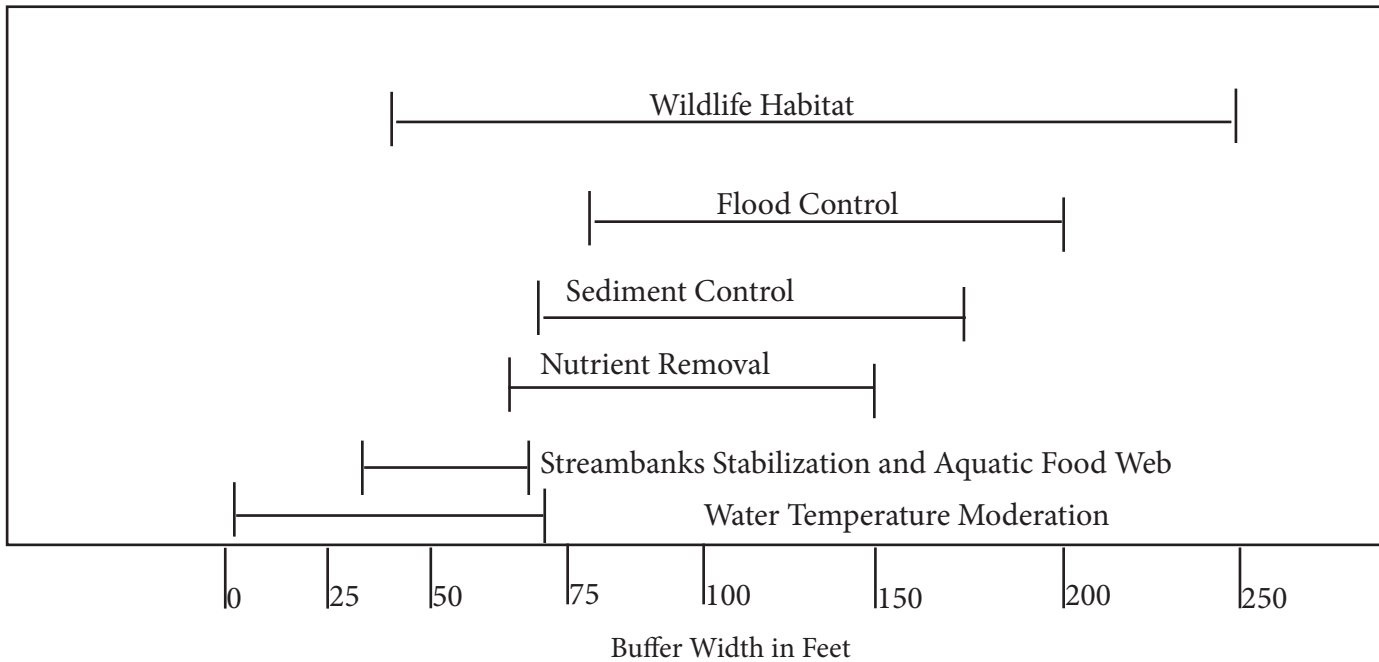 Wildlife Habitat
Flood Control
Sediment Control
Nutrient Removal
Streambanks Stabilization and Aquatic Food Web
Water Temperature Moderation
0 25 50 75 100 150 200 250
Buffer Width in Feet